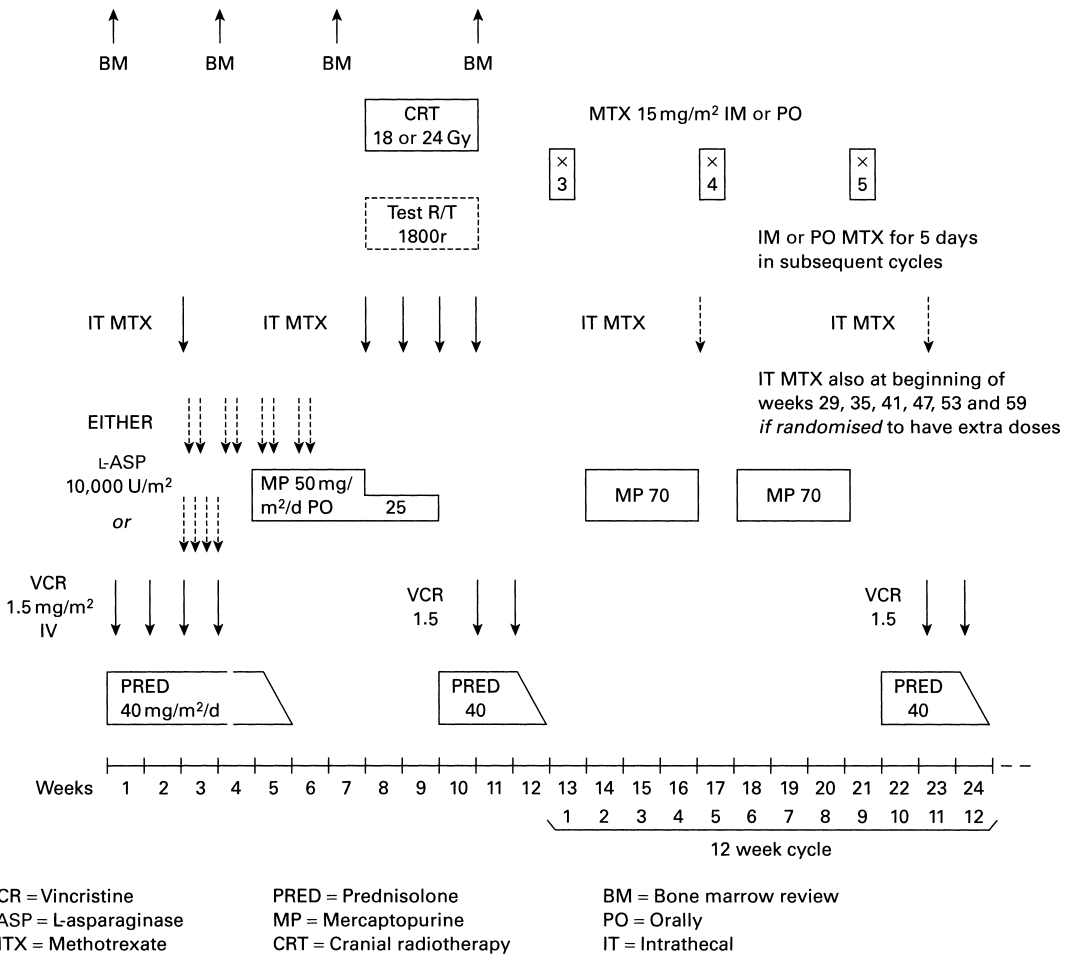 BM BM BM BM
CRT
18 or 24 Gy
MTX 15 mg/m² IM or PO
×
3
×
4
×
5
Test R/T
1800r
IM or PO MTX for 5 days
in subsequent cycles
IT MTX IT MTX IT MTX IT MTX
IT MTX also at beginning of
weeks 29, 35, 41, 47, 53 and 59
if randomised to have extra doses
EITHER
L-ASP
10,000 U/m²
or
MP 50 mg/
m²/d PO 25
MP 70 MP 70
VCR
1.5 mg/m²
IV
VCR
1.5
VCR
1.5
PRED
40 mg/m²/d
PRED
40
PRED
40
Weeks 1 2 3 4 5 6 7 8 9 10 11 12 13 14 15 16 17 18 19 20 21 22 23 24
1 2 3 4 5 6 7 8 9 10 11 12
12 week cycle
CR = Vincristine PRED = Prednisolone BM = Bone marrow review
ASP = L-asparaginase MP = Mercaptopurine PO = Orally
TX = Methotrexate CRT = Cranial radiotherapy IT = Intrathecal